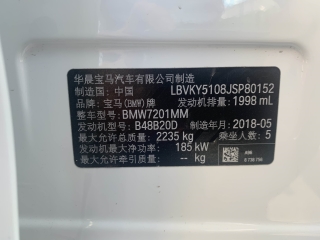 华晨宝马汽车有限公司制造
制造国: 中国 LBVKY5108JSP80152
品牌: 宝马(BMW)牌 发动机排量: 1998 mL
整车型号: BMW7201MM
发动机型号: B48B20D 制造年月: 2018-05
最大允许总质量: 2235 kg 乘坐人数: 5
发动机最大净功率: 185 kW
最大允许牵引质量: -- kg